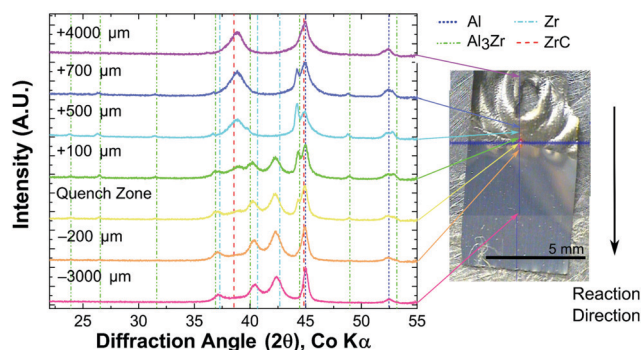 Intensity (A.U.)
+4000 μm
+700 μm
+500 μm
+100 μm
Quench Zone
−200 μm
−3000 μm
25 30 35 40 45 50 55
Diffraction Angle (2θ), Co Kα
Al Zr
Al₃Zr ZrC
5 mm
Reaction
Direction